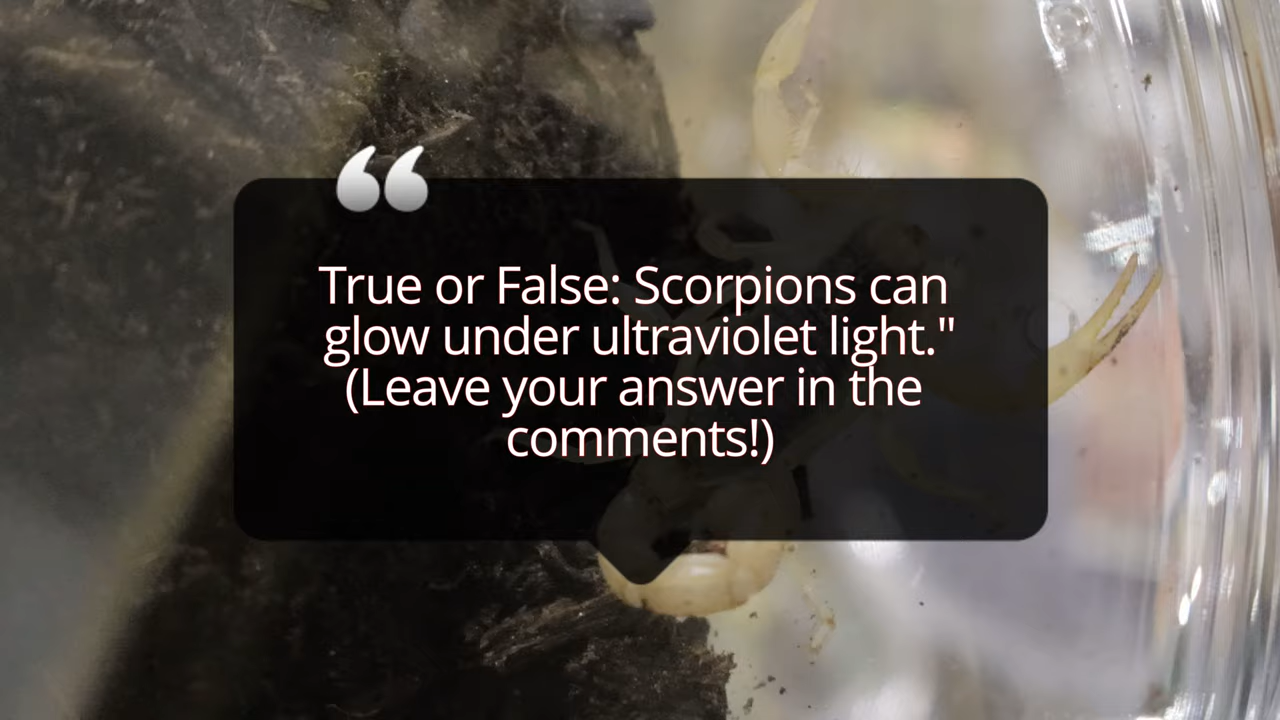 True or False: Scorpions can
glow under ultraviolet light."
(Leave your answer in the
comments!)